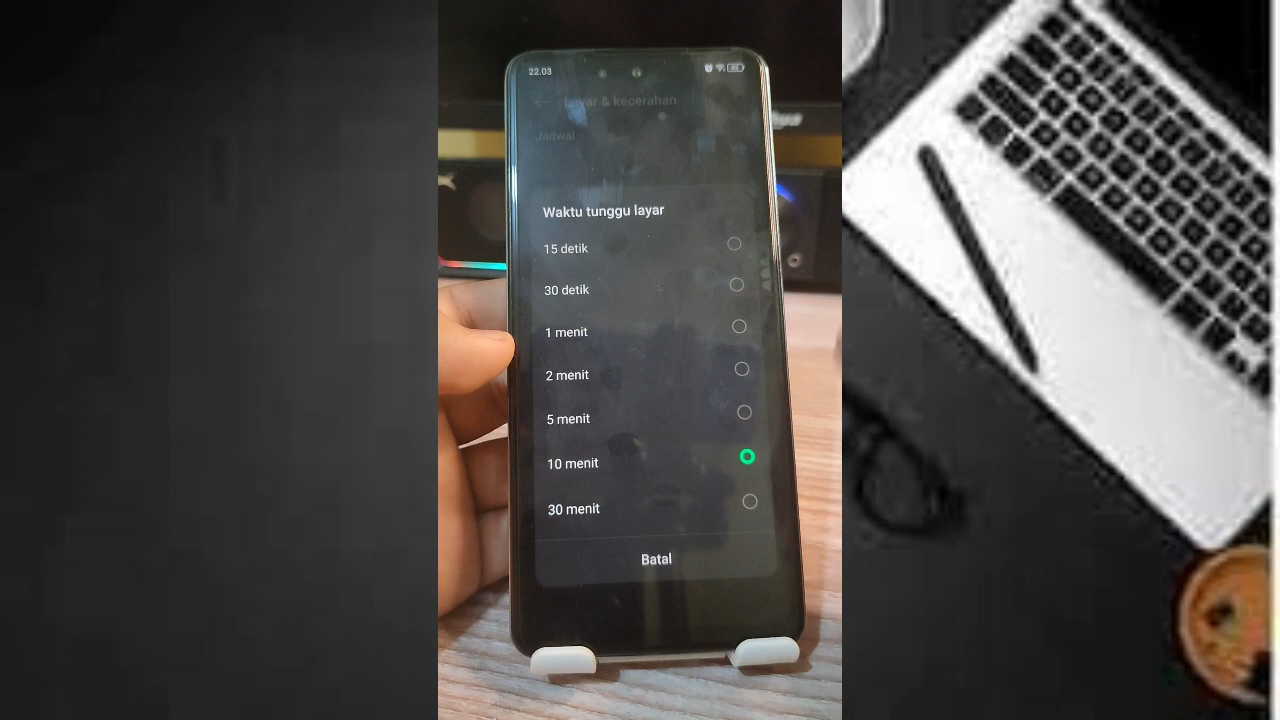 22.03
82
Layar & kecerahan
Jadwal
Waktu tunggu layar
15 detik
30 detik
1 menit
2 menit
5 menit
10 menit
30 menit
Batal